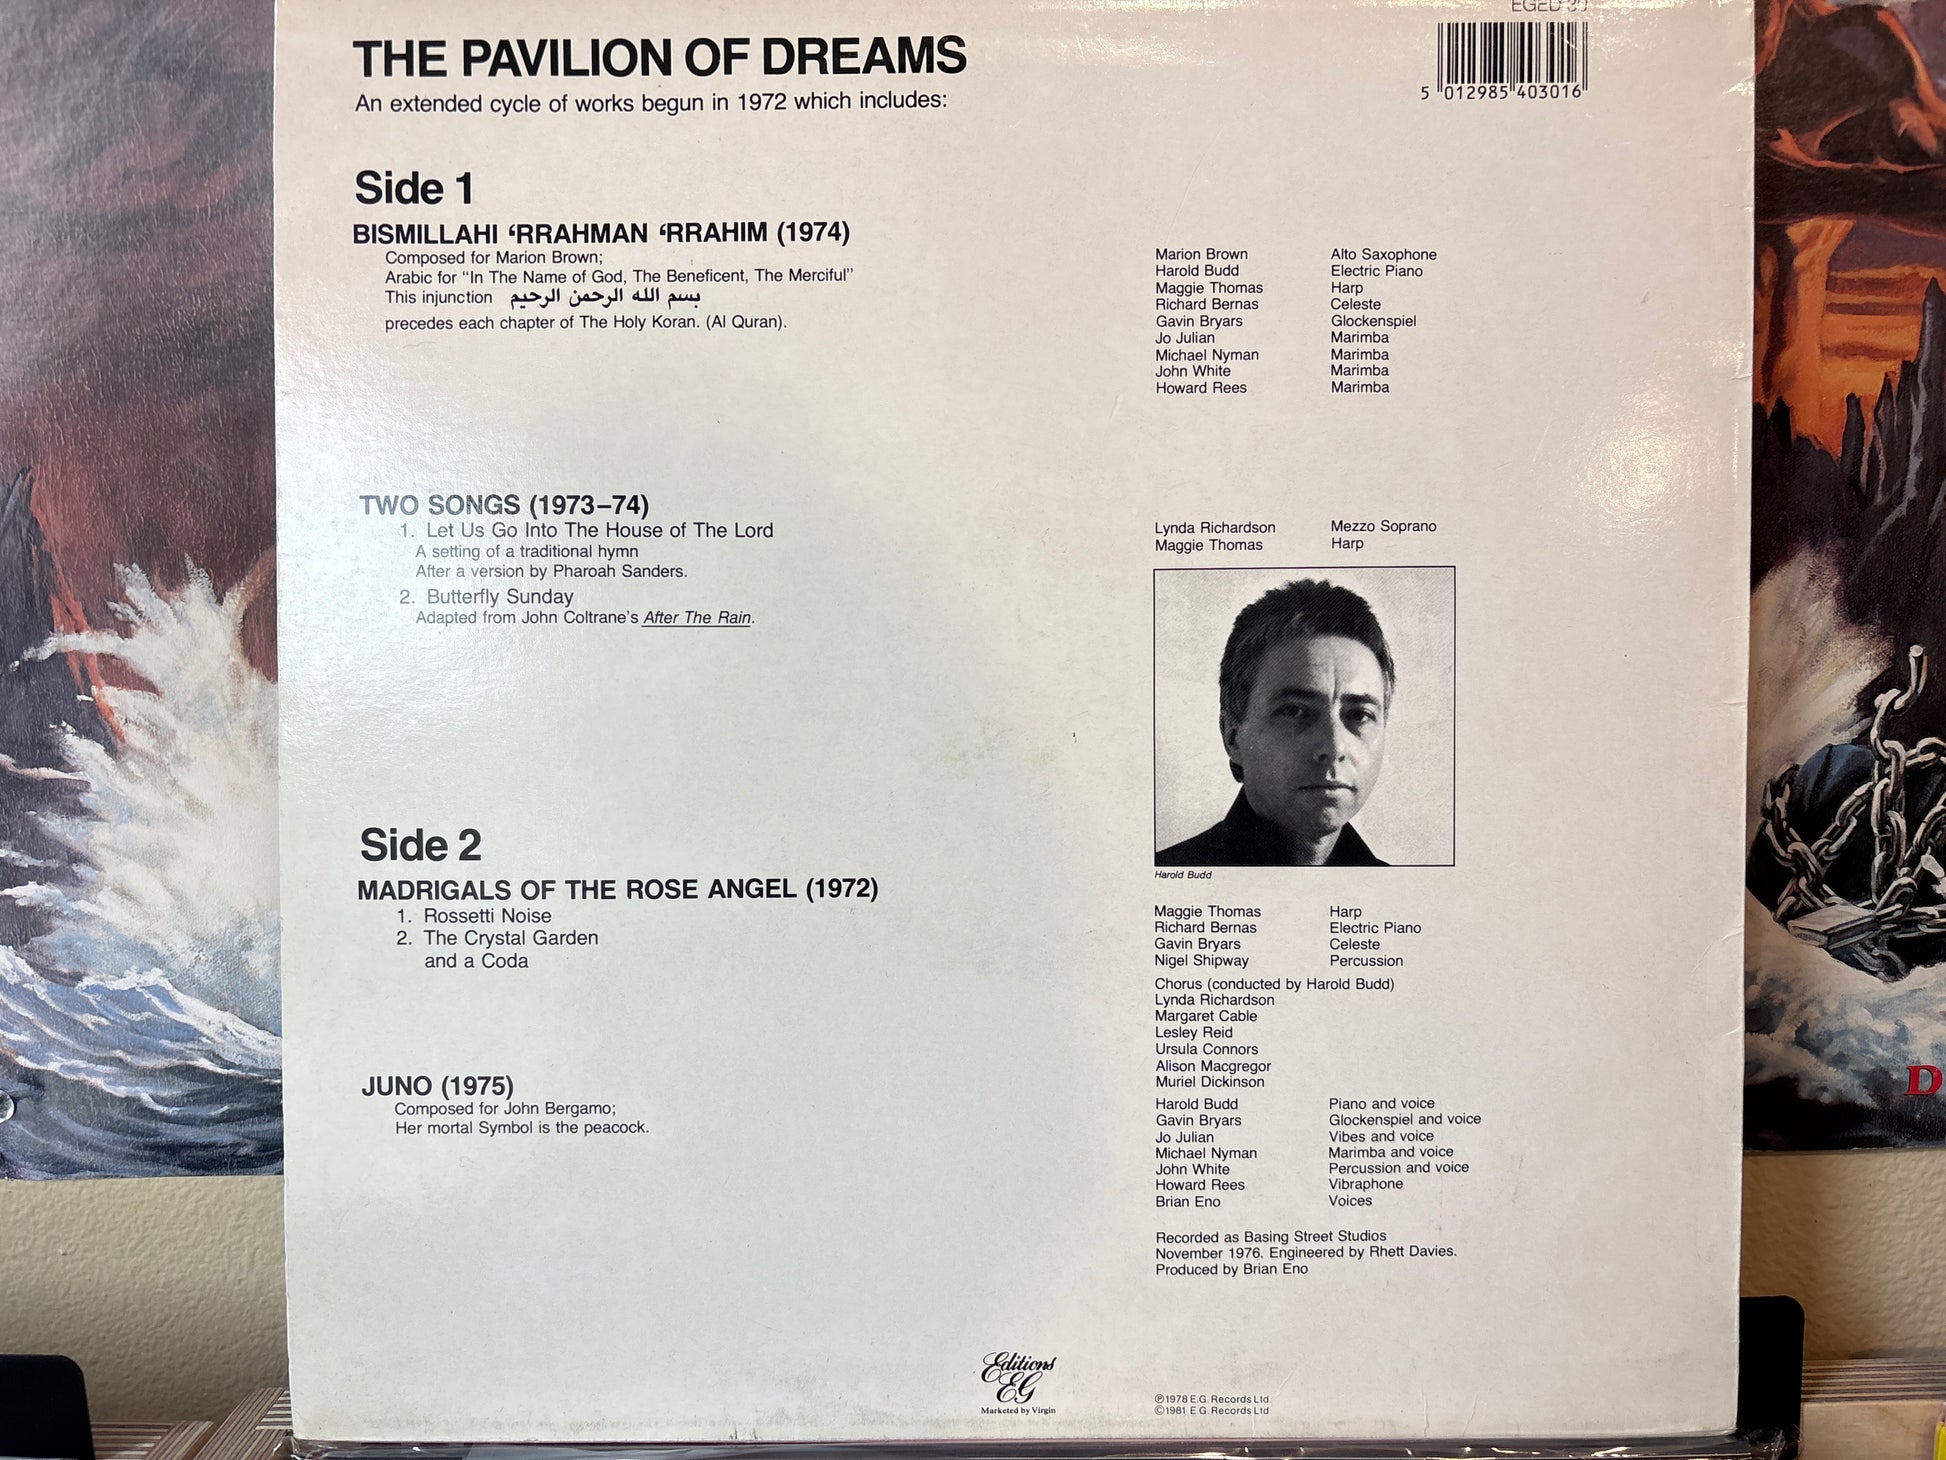 EGED 30
5 012985 403016
THE PAVILION OF DREAMS
An extended cycle of works begun in 1972 which includes:
Side 1
BISMILLAHI ‘RRAHMAN ‘RRAHIM (1974)
Composed for Marion Brown;
Arabic for “In The Name of God, The Beneficent, The Merciful”
This injunction بسم الله الرحمن الرحيم
precedes each chapter of The Holy Koran. (Al Quran).
Marion Brown Alto Saxophone
Harold Budd Electric Piano
Maggie Thomas Harp
Richard Bernas Celeste
Gavin Bryars Glockenspiel
Jo Julian Marimba
Michael Nyman Marimba
John White Marimba
Howard Rees Marimba
TWO SONGS (1973–74)
1. Let Us Go Into The House of The Lord
A setting of a traditional hymn
After a version by Pharoah Sanders.
2. Butterfly Sunday
Adapted from John Coltrane’s After The Rain.
Lynda Richardson Mezzo Soprano
Maggie Thomas Harp
Harold Budd
Side 2
MADRIGALS OF THE ROSE ANGEL (1972)
1. Rossetti Noise
2. The Crystal Garden
and a Coda
Maggie Thomas Harp
Richard Bernas Electric Piano
Gavin Bryars Celeste
Nigel Shipway Percussion
Chorus (conducted by Harold Budd)
Lynda Richardson
Margaret Cable
Lesley Reid
Ursula Connors
Alison Macgregor
Muriel Dickinson
JUNO (1975)
Composed for John Bergamo;
Her mortal Symbol is the peacock.
Harold Budd Piano and voice
Gavin Bryars Glockenspiel and voice
Jo Julian Vibes and voice
Michael Nyman Marimba and voice
John White Percussion and voice
Howard Rees Vibraphone
Brian Eno Voices
Recorded as Basing Street Studios
November 1976. Engineered by Rhett Davies.
Produced by Brian Eno
Editions
EG
Marketed by Virgin
℗1978 E.G. Records Ltd.
©1981 E.G. Records Ltd.
D